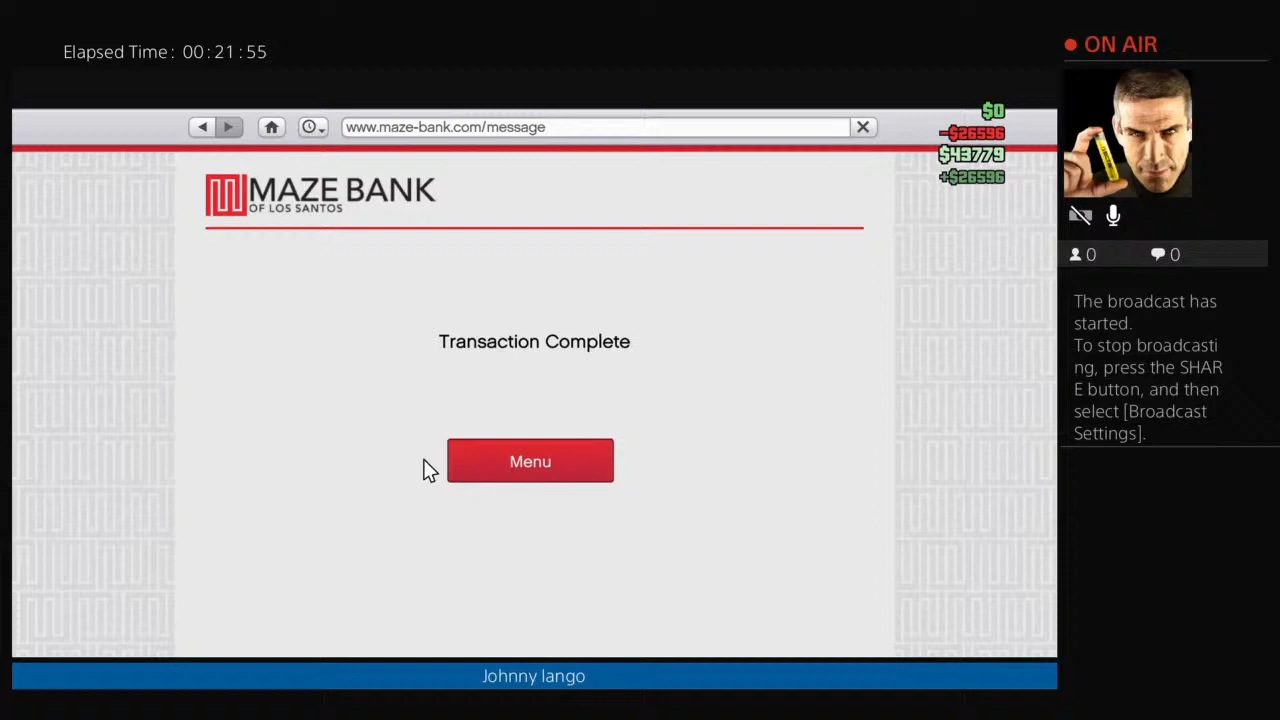 Elapsed Time: 00:21:55
ON AIR
www.maze-bank.com/message
$0
-$26596
$43779
+$26596
MAZE BANK
OF LOS SANTOS
0
0
The broadcast has
started.
To stop broadcasti
ng, press the SHAR
E button, and then
select [Broadcast
Settings].
Transaction Complete
Menu
Johnny lango